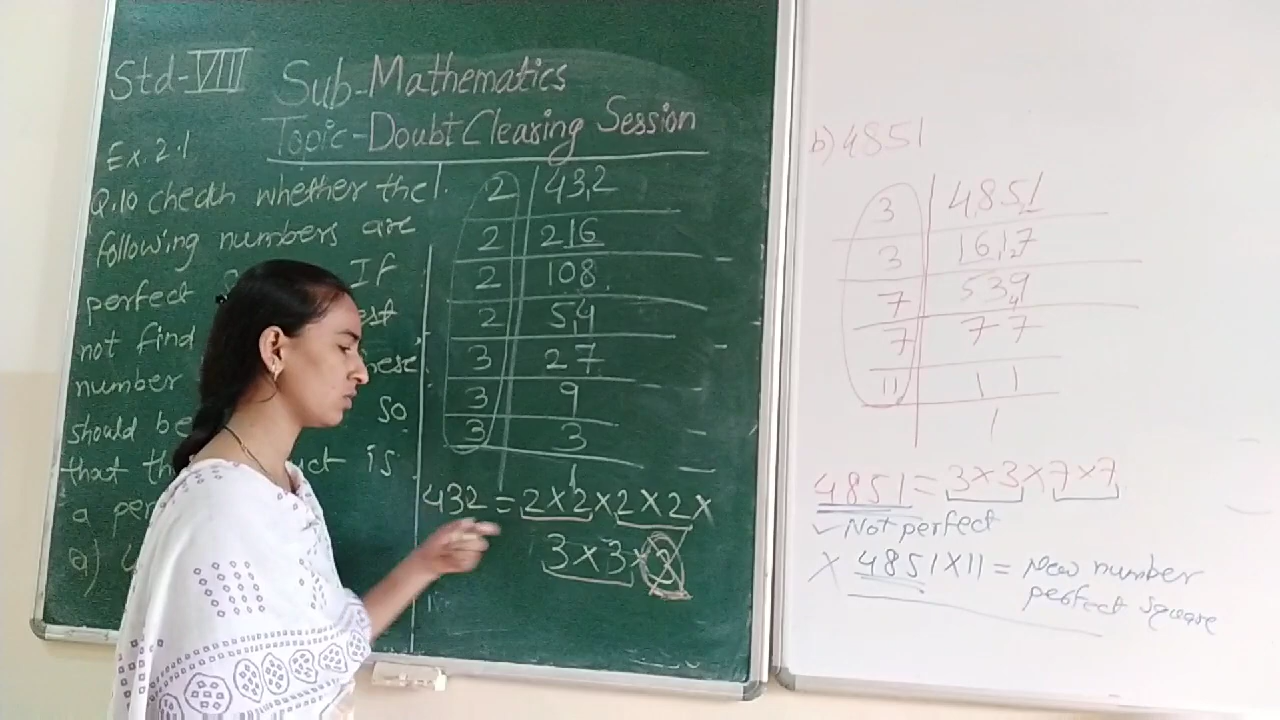 Std-VIII Sub-Mathematics
Topic-Doubt Clearing Session
Ex. 2.1
Q.10 check whether the
following numbers are
perfect If
not find
number
should be so
that is
a
a)
2 | 432
2 | 216
2 | 108
2 | 54
3 | 27
3 | 9
3 | 3
1
432 = 2×2×2×2×
3×3×3
b) 4851
3 | 4851
3 | 1617
7 | 539
7 | 77
11 | 11
1
4851 = 3×3×7×7
✓ Not perfect
× 4851×11 = New number
perfect square